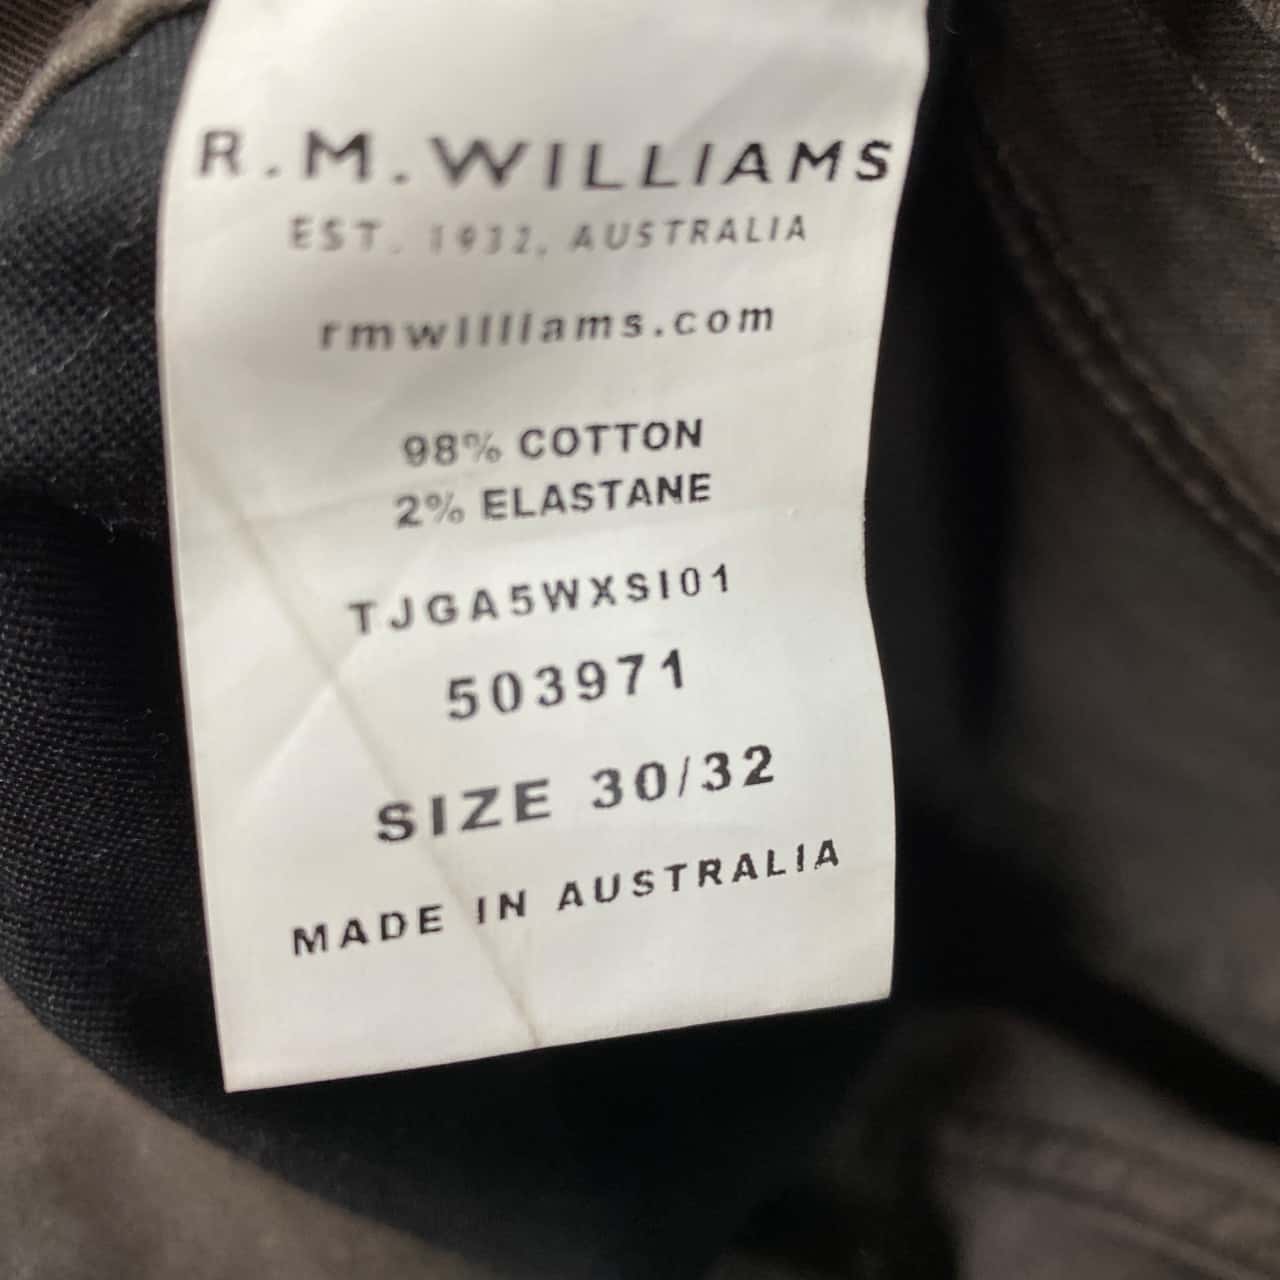 R.M.WILLIAMS
EST. 1932, AUSTRALIA
rmwilliams.com
98% COTTON
2% ELASTANE
TJGA5WXSI01
503971
SIZE 30/32
MADE IN AUSTRALIA